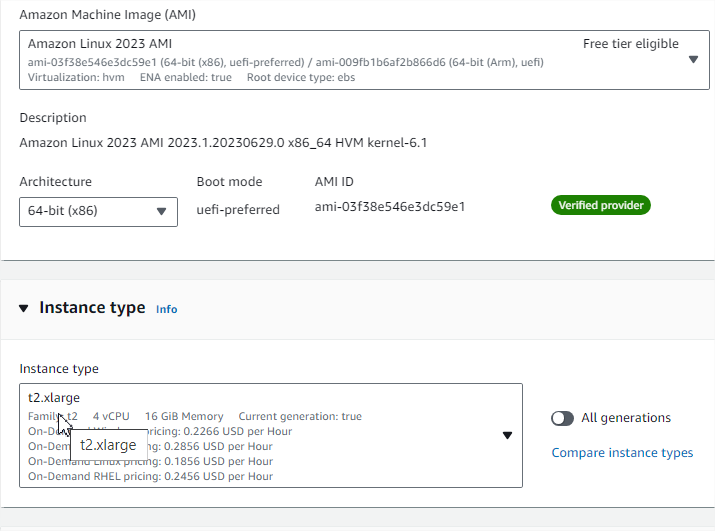 Amazon Machine Image (AMI)
Amazon Linux 2023 AMI
Free tier eligible
ami-03f38e546e3dc59e1 (64-bit (x86), uefi-preferred) / ami-009fb1b6af2b866d6 (64-bit (Arm), uefi)
Virtualization: hvm ENA enabled: true Root device type: ebs
Description
Amazon Linux 2023 AMI 2023.1.20230629.0 x86_64 HVM kernel-6.1
Architecture Boot mode AMI ID
64-bit (x86) uefi-preferred ami-03f38e546e3dc59e1 Verified provider
Instance type Info
Instance type
t2.xlarge
Family: t2 4 vCPU 16 GiB Memory Current generation: true
On-Demand pricing: 0.2266 USD per Hour
On-Demand pricing: 0.2856 USD per Hour
On-Demand Linux pricing: 0.1856 USD per Hour
On-Demand RHEL pricing: 0.2456 USD per Hour
t2.xlarge
All generations
Compare instance types